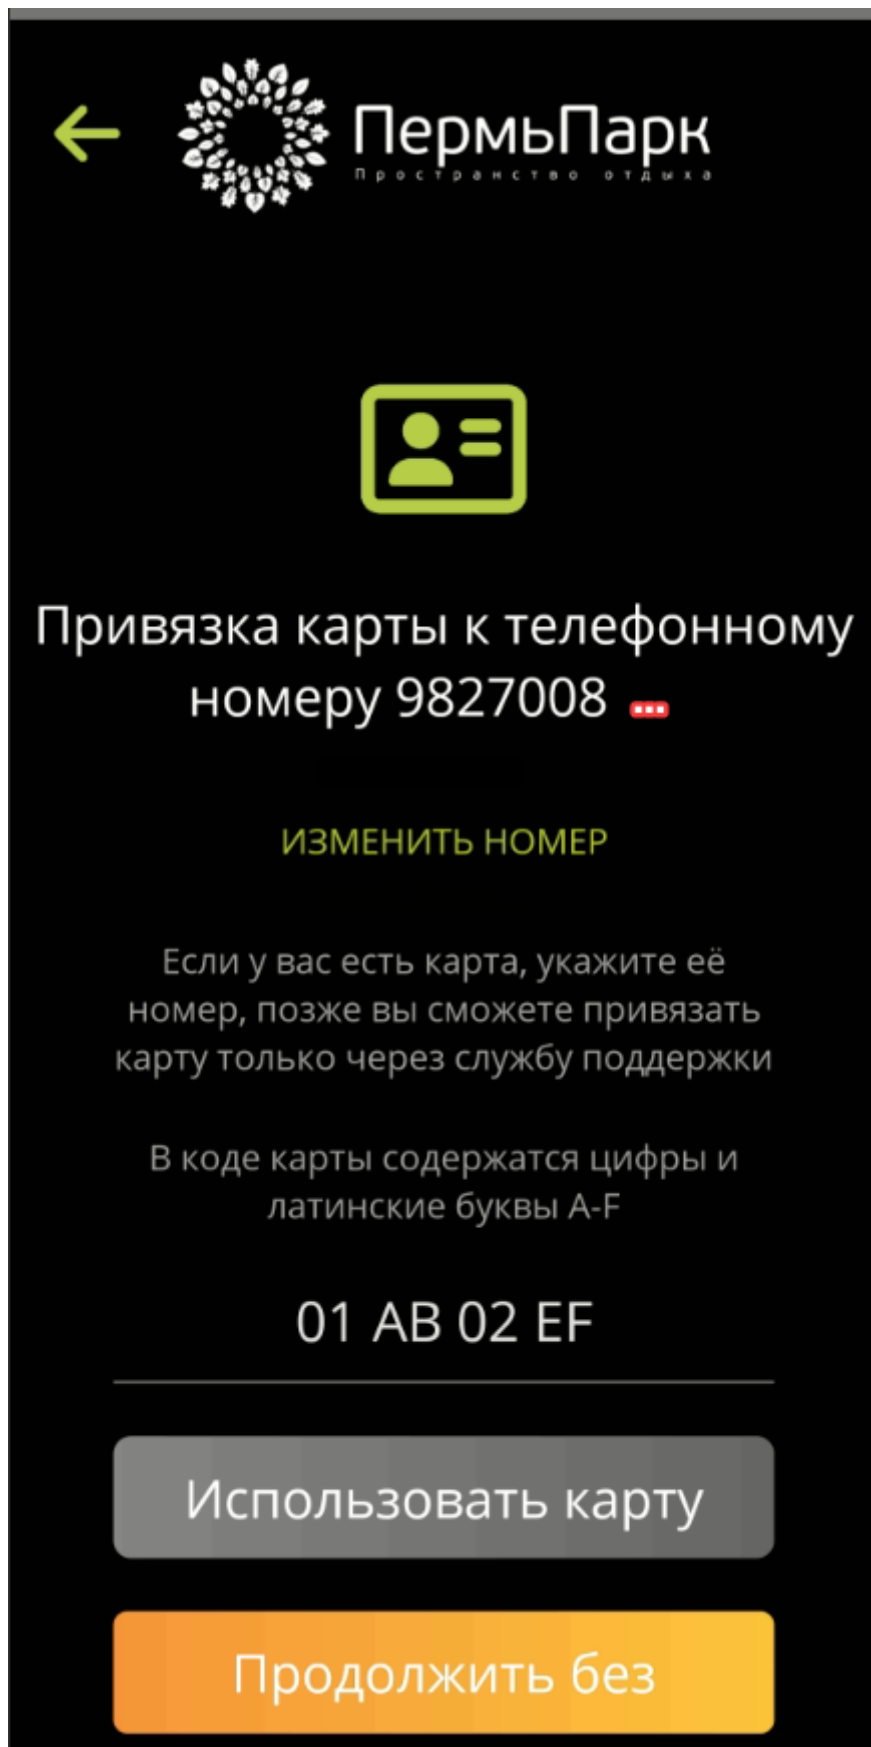 ПермьПарк
Пространство отдыха
Привязка карты к телефонному
номеру 9827008
ИЗМЕНИТЬ НОМЕР
Если у вас есть карта, укажите её
номер, позже вы сможете привязать
карту только через службу поддержки
В коде карты содержатся цифры и
латинские буквы A-F
01 AB 02 EF
Использовать карту
Продолжить без